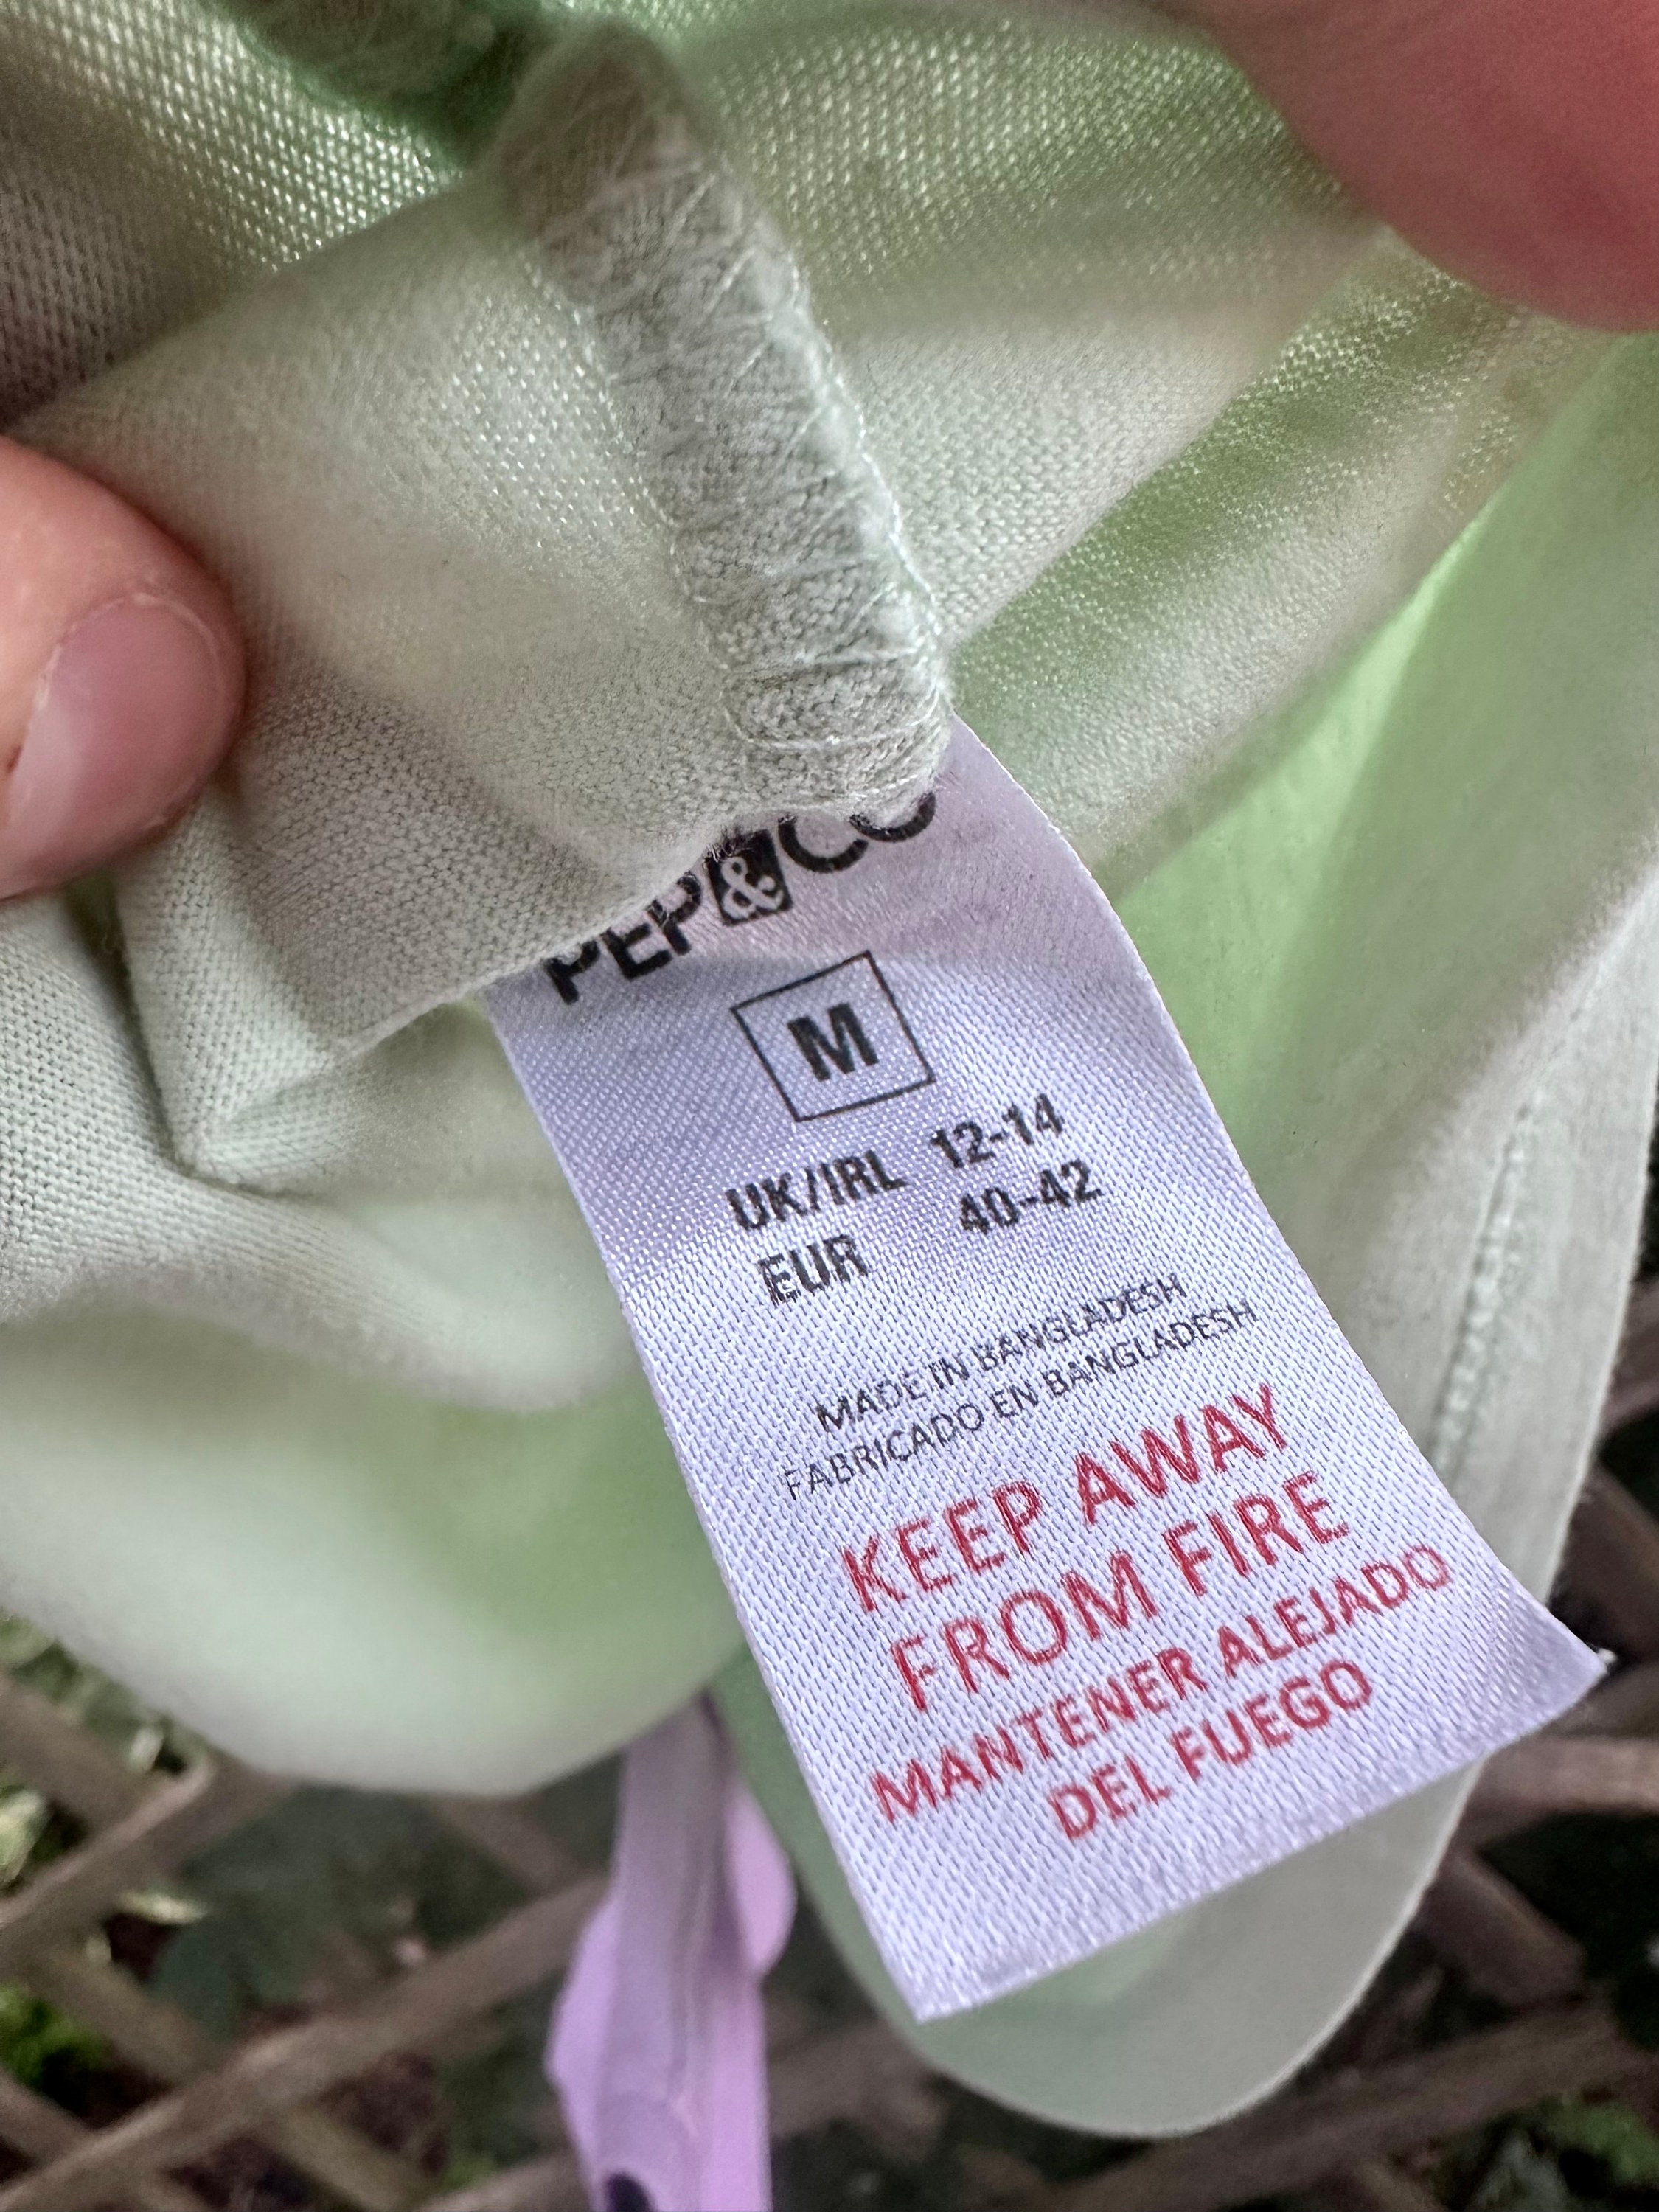 PEP&CO
M
UK/IRL 12-14
EUR 40-42
MADE IN BANGLADESH
FABRICADO EN BANGLADESH
KEEP AWAY
FROM FIRE
MANTENER ALEJADO
DEL FUEGO